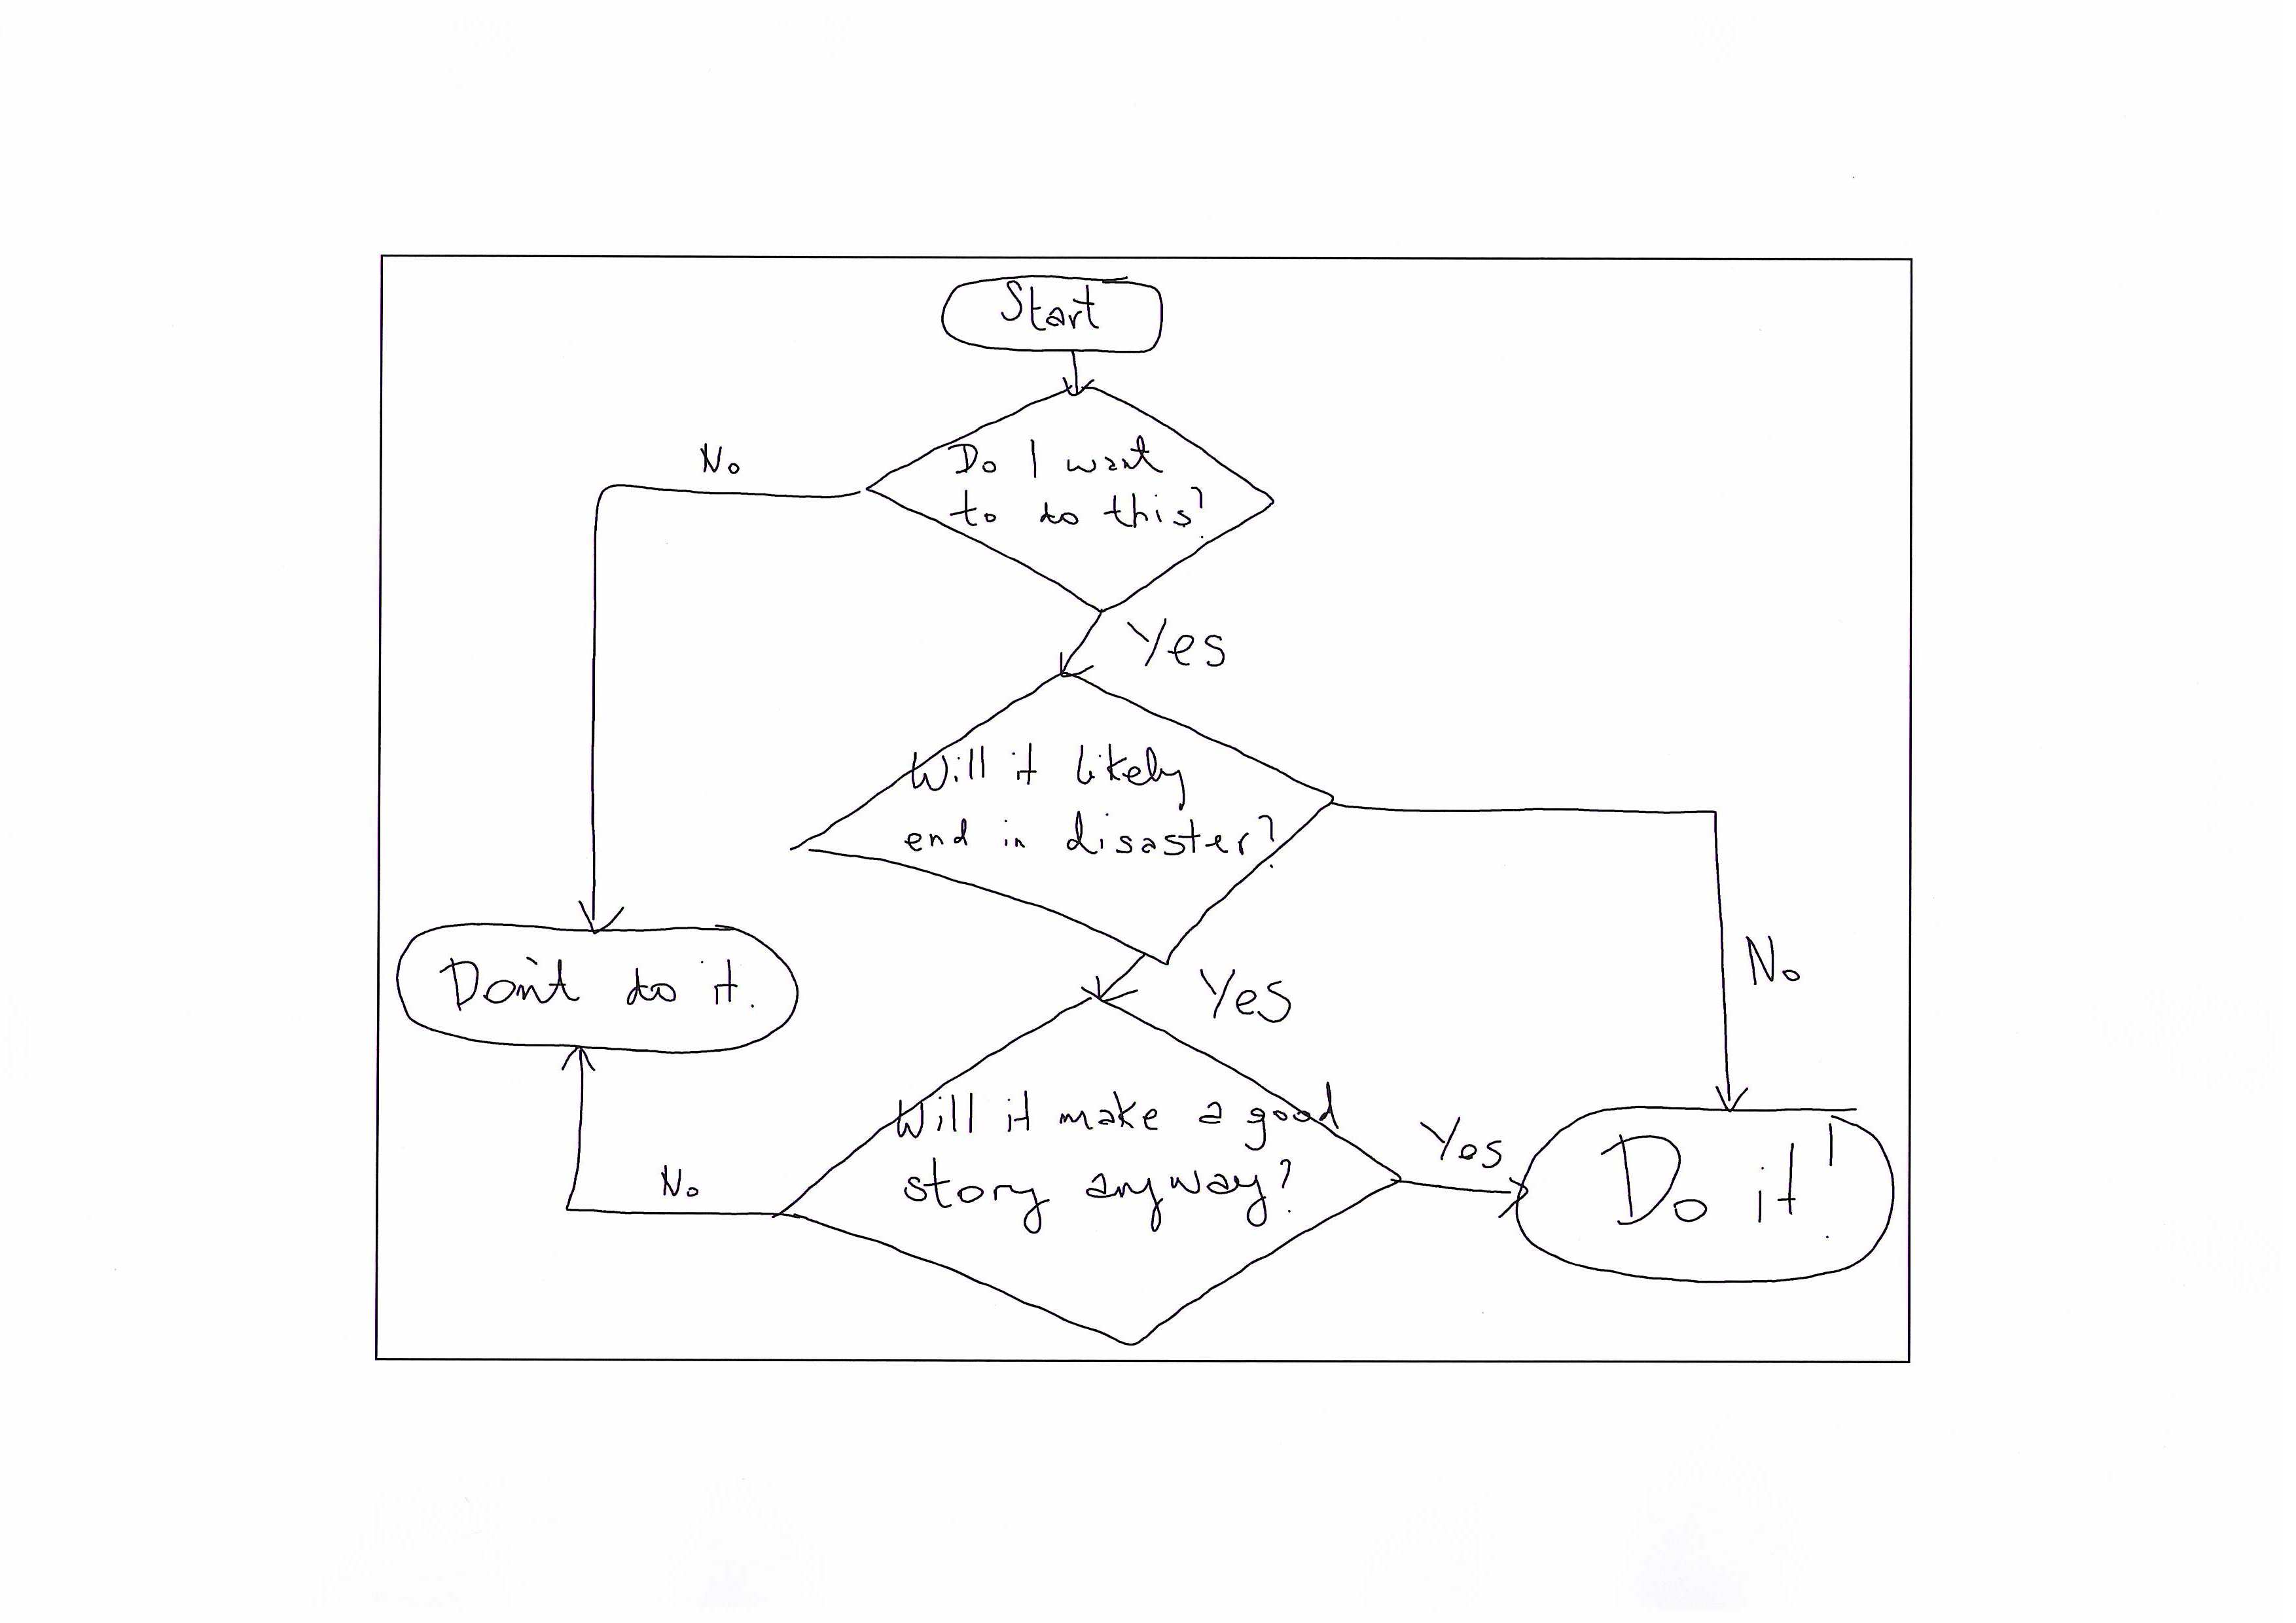 Start
No
Do I want
to do this?
Yes
Will it likely
end in disaster?
No
Don't do it.
Yes
Will it make a good
story anyway?
Yes
No
Do it!